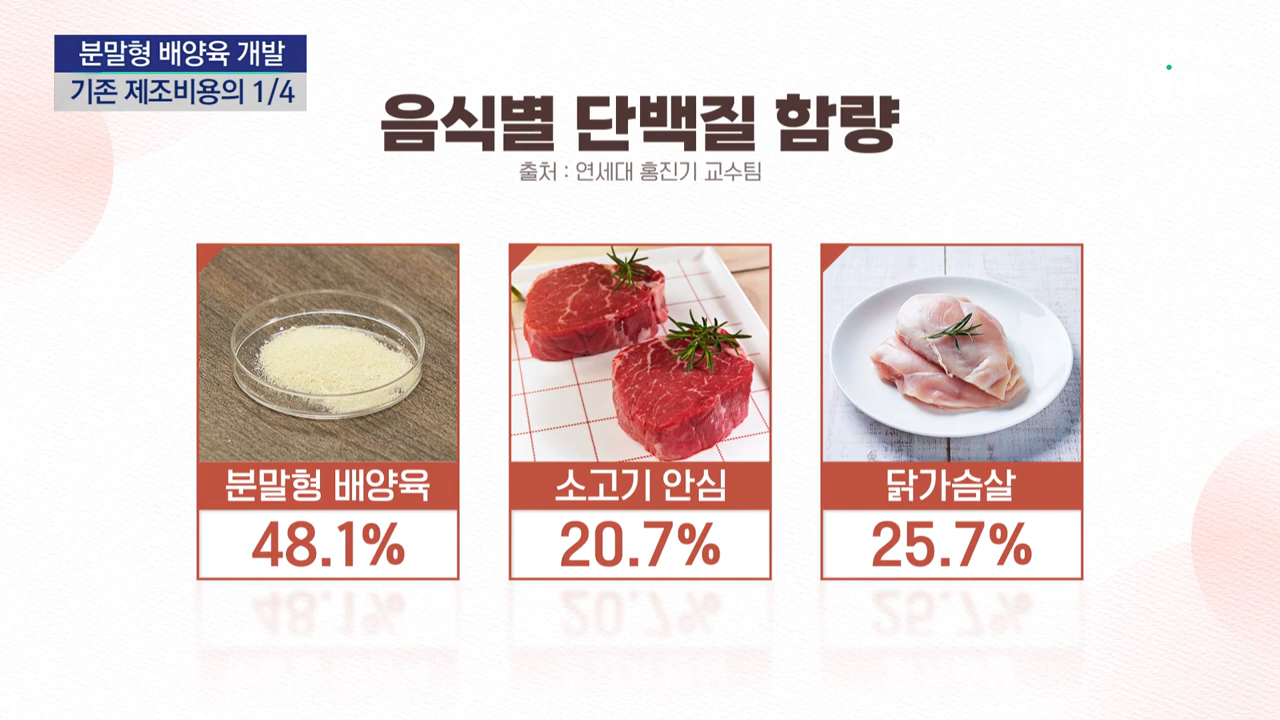 분말형 배양육 개발
기존 제조비용의 1/4
음식별 단백질 함량
출처 : 연세대 홍진기 교수팀
분말형 배양육
48.1%
소고기 안심
20.7%
닭가슴살
25.7%